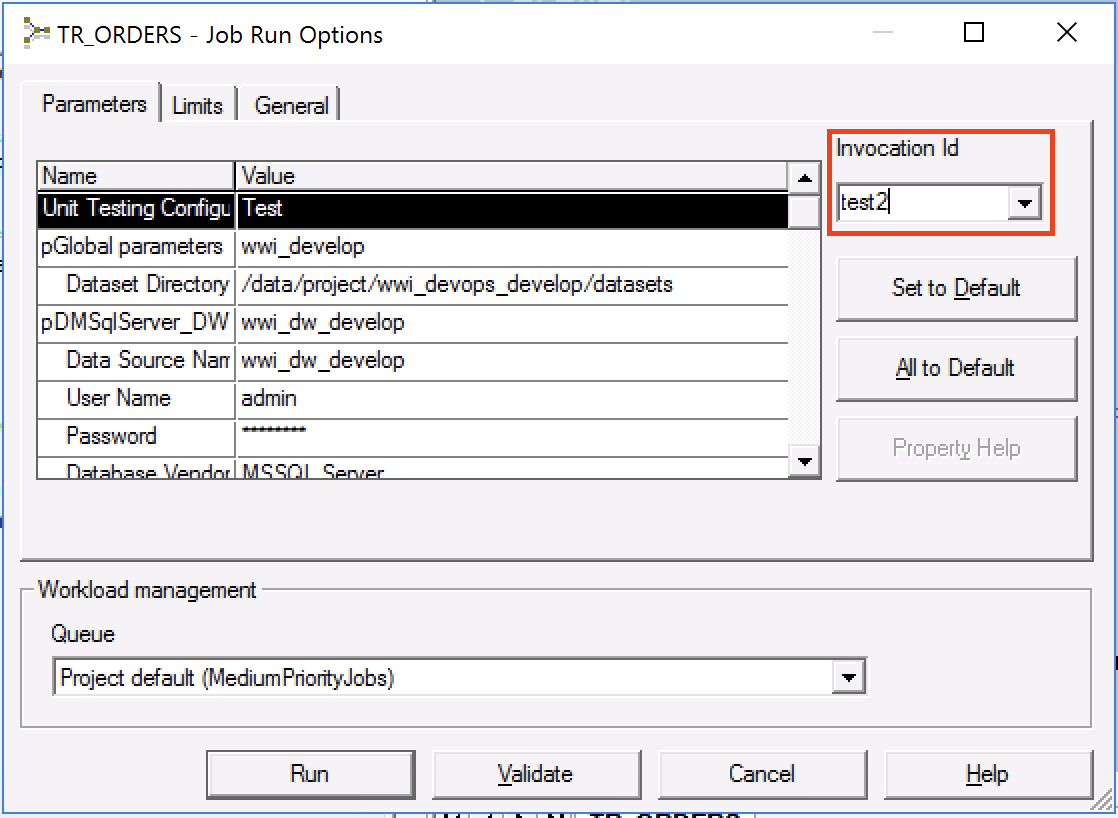 TR_ORDERS - Job Run Options
Parameters Limits General
Invocation Id
test2
Name Value
Unit Testing Configu Test
pGlobal parameters wwi_develop
Dataset Directory /data/project/wwi_devops_develop/datasets
pDMSqlServer_DW wwi_dw_develop
Data Source Nam wwi_dw_develop
User Name admin
Password ********
Database Vendor MSSQL Server
Set to Default
All to Default
Property Help
Workload management
Queue
Project default (MediumPriorityJobs)
Run Validate Cancel Help
TR_ORDERS